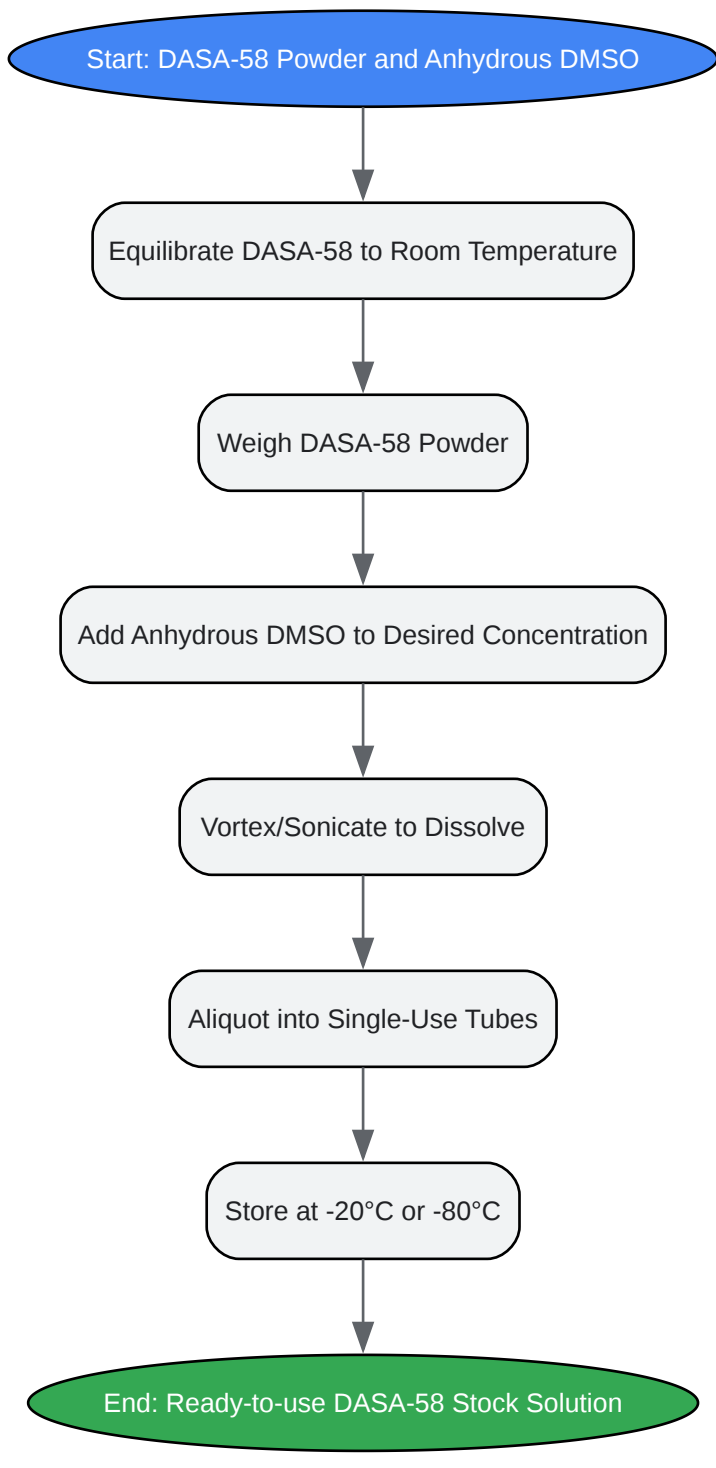 Start: DASA-58 Powder and Anhydrous DMSO
Equilibrate DASA-58 to Room Temperature
Weigh DASA-58 Powder
Add Anhydrous DMSO to Desired Concentration
Vortex/Sonicate to Dissolve
Aliquot into Single-Use Tubes
Store at -20°C or -80°C
End: Ready-to-use DASA-58 Stock Solution